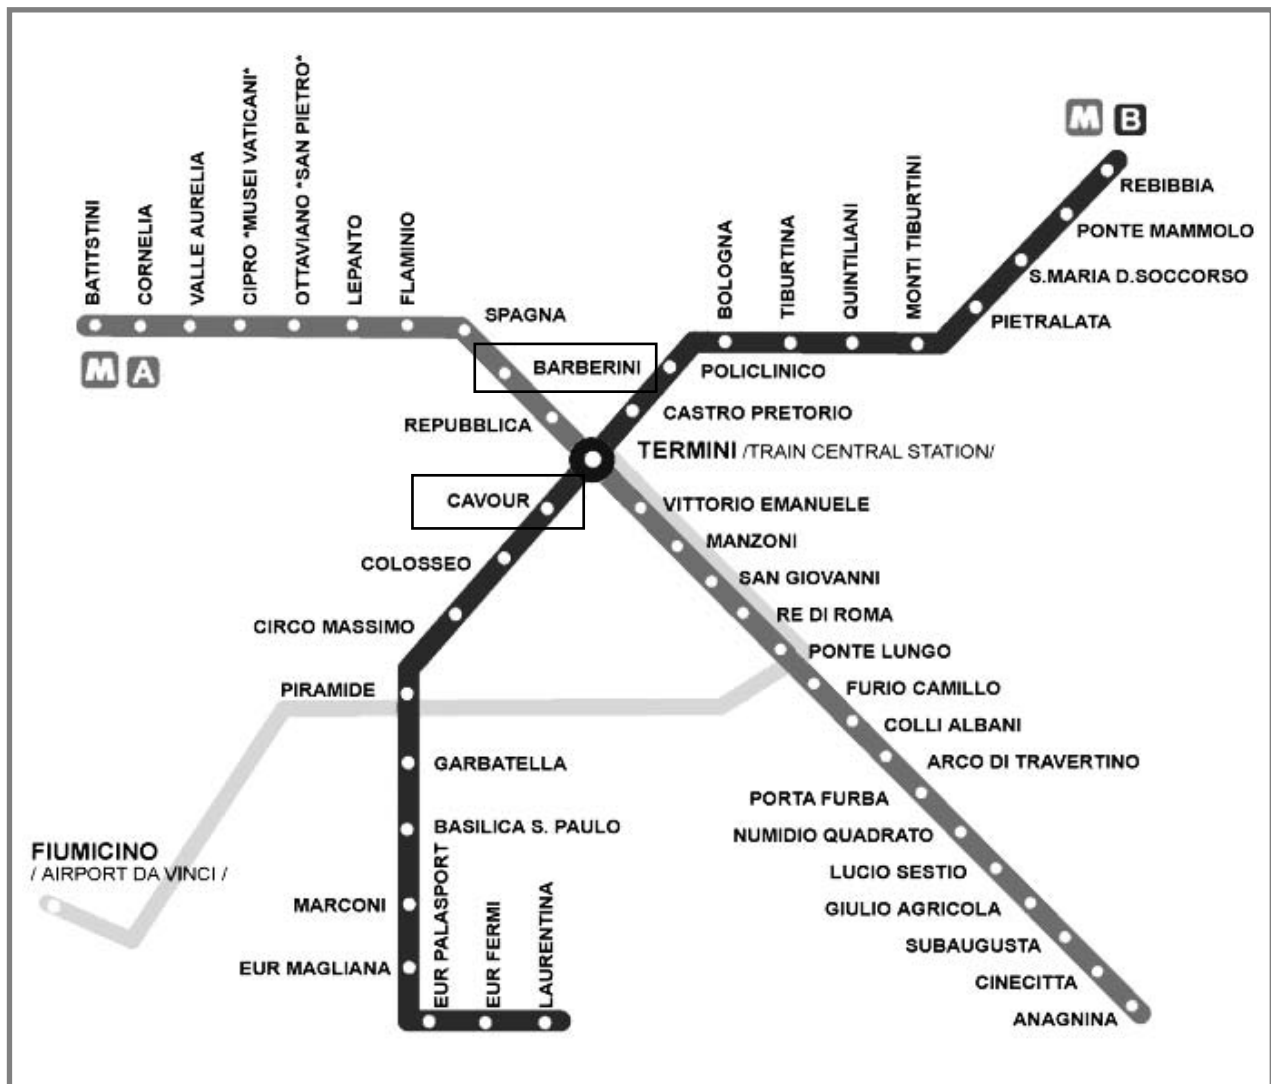 BATITSTINI
CORNELIA
VALLE AURELIA
CIPRO *MUSEI VATICANI*
OTTAVIANO *SAN PIETRO*
LEPANTO
FLAMINIO
SPAGNA
M A
BARBERINI
REPUBBLICA
TERMINI /TRAIN CENTRAL STATION/
BOLOGNA
TIBURTINA
QUINTILIANI
MONTI TIBURTINI
M B
REBIBBIA
PONTE MAMMOLO
S.MARIA D.SOCCORSO
PIETRALATA
POLICLINICO
CASTRO PRETORIO
CAVOUR
COLOSSEO
CIRCO MASSIMO
PIRAMIDE
GARBATELLA
BASILICA S. PAULO
MARCONI
EUR MAGLIANA
EUR PALASPORT
EUR FERMI
LAURENTINA
FIUMICINO
/ AIRPORT DA VINCI /
VITTORIO EMANUELE
MANZONI
SAN GIOVANNI
RE DI ROMA
PONTE LUNGO
FURIO CAMILLO
COLLI ALBANI
ARCO DI TRAVERTINO
PORTA FURBA
NUMIDIO QUADRATO
LUCIO SESTIO
GIULIO AGRICOLA
SUBAUGUSTA
CINECITTA
ANAGNINA